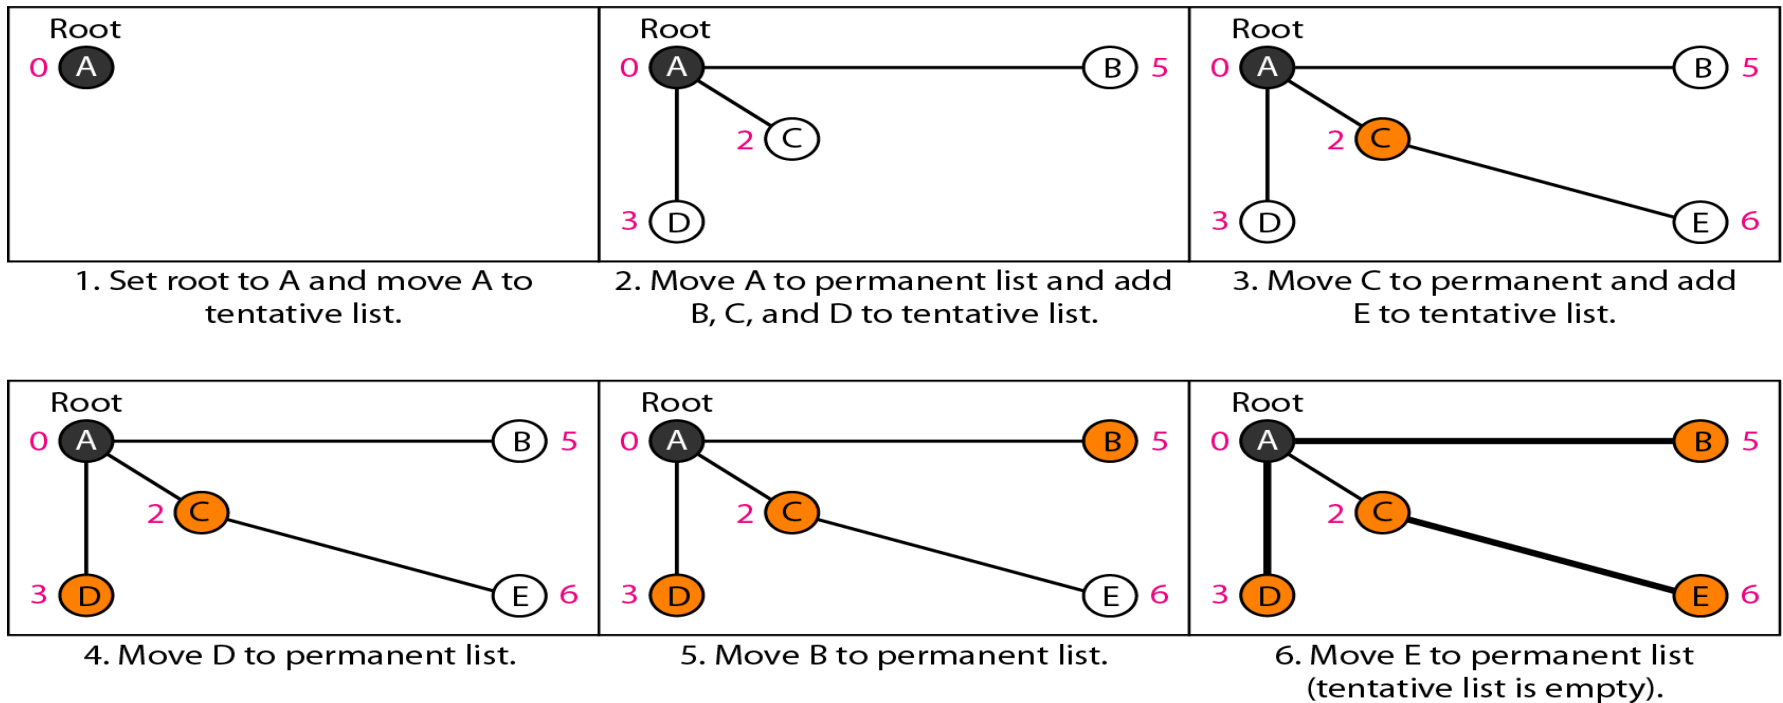 Root
0 A
1. Set root to A and move A to
tentative list.
Root
0 A B 5
2 C
3 D
2. Move A to permanent list and add
B, C, and D to tentative list.
Root
0 A B 5
2 C
3 D E 6
3. Move C to permanent and add
E to tentative list.
Root
0 A B 5
2 C
3 D E 6
4. Move D to permanent list.
Root
0 A B 5
2 C
3 D E 6
5. Move B to permanent list.
Root
0 A B 5
2 C
3 D E 6
6. Move E to permanent list
(tentative list is empty).